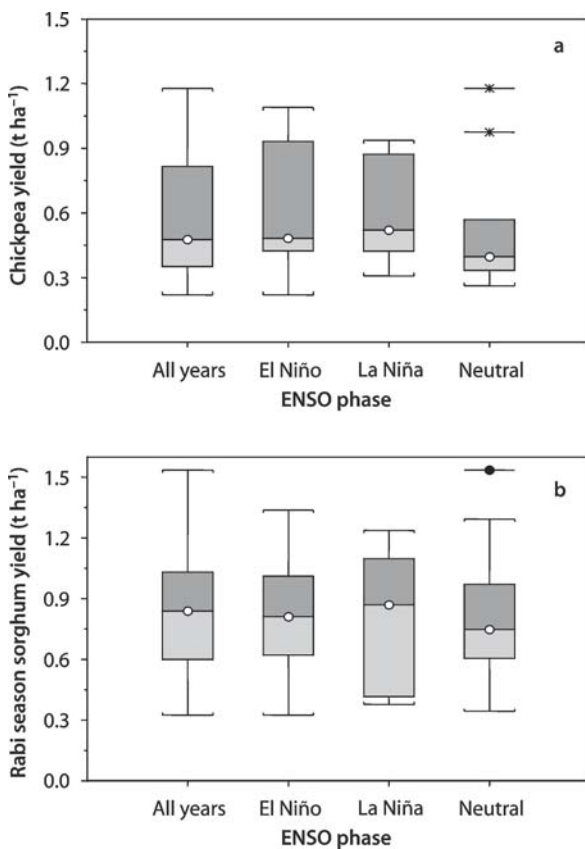 1.5
a
1.2
0.9
0.6
0.3
0.0
Chickpea yield (t ha⁻¹)
All years El Niño La Niña Neutral
ENSO phase
1.5
b
1.2
0.9
0.6
0.3
0.0
Rabi season sorghum yield (t ha⁻¹)
All years El Niño La Niña Neutral
ENSO phase